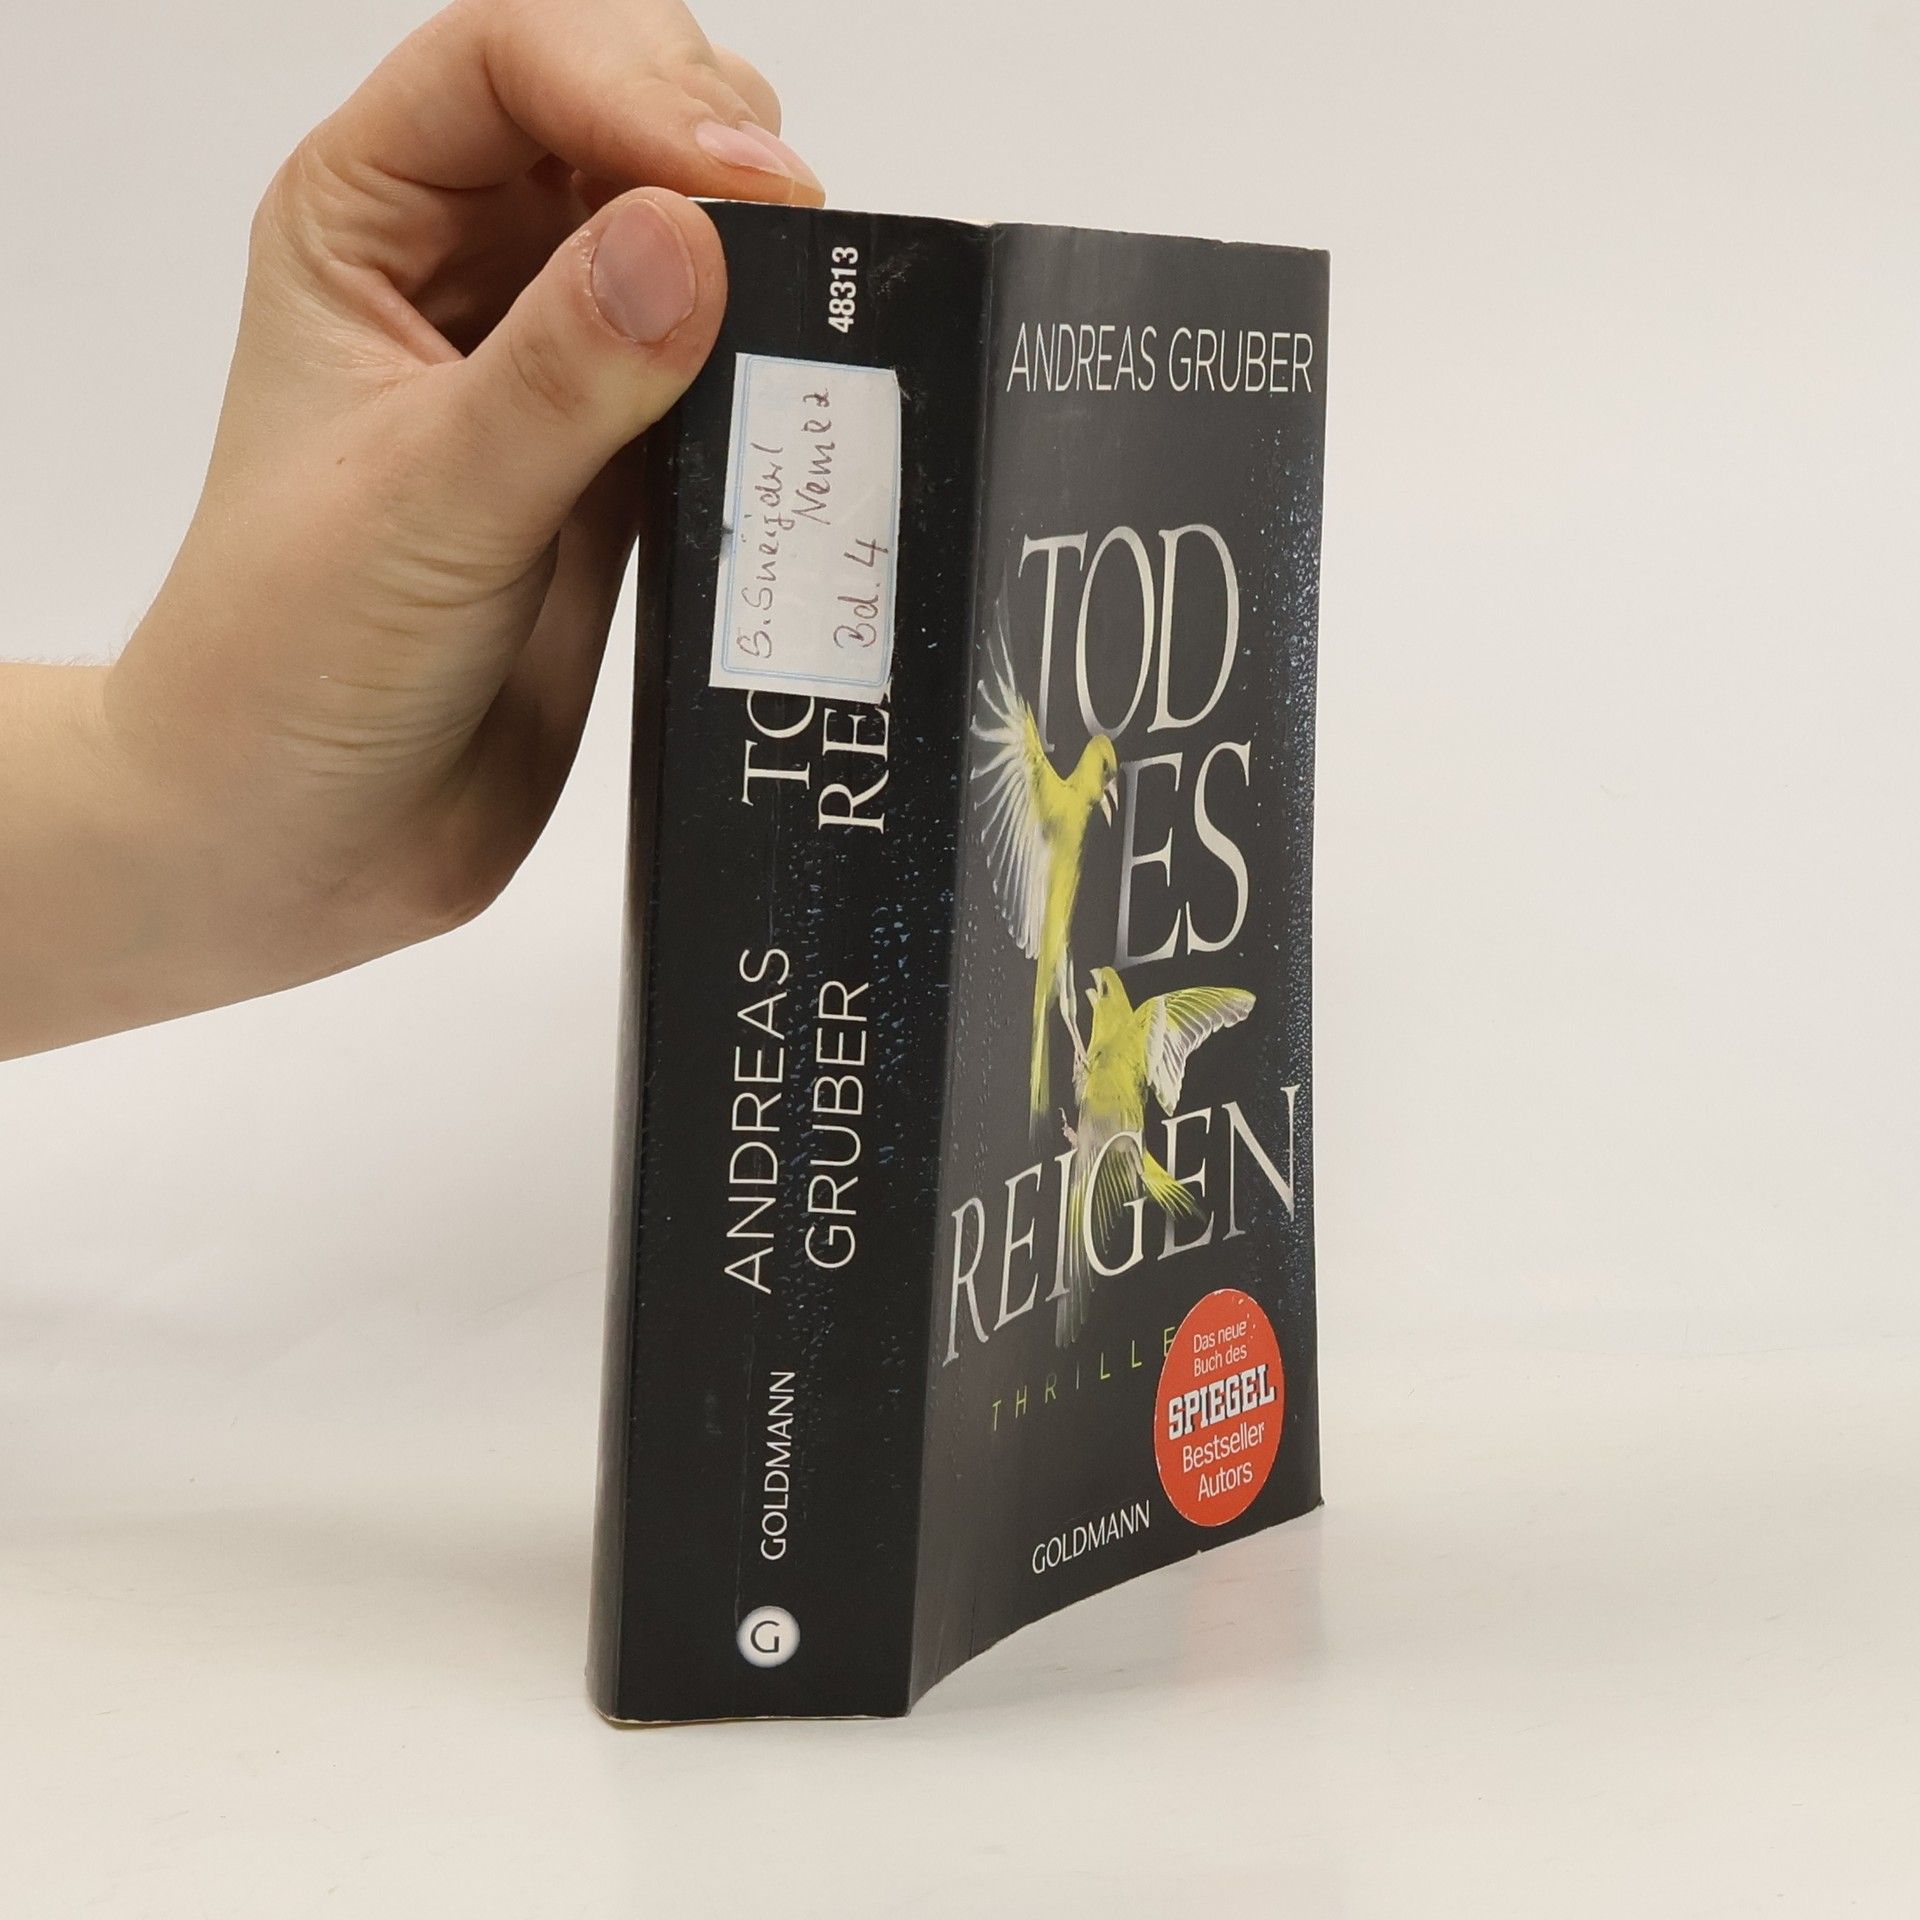 48313
S. Sneijder
Nemez
Bd. 4
TO
REI
ANDREAS
GRUBER
GOLDMANN
G
ANDREAS GRUBER
TOD
ES
REIGEN
THRILLE
Das neue
Buch des
SPIEGEL
Bestseller
Autors
GOLDMANN